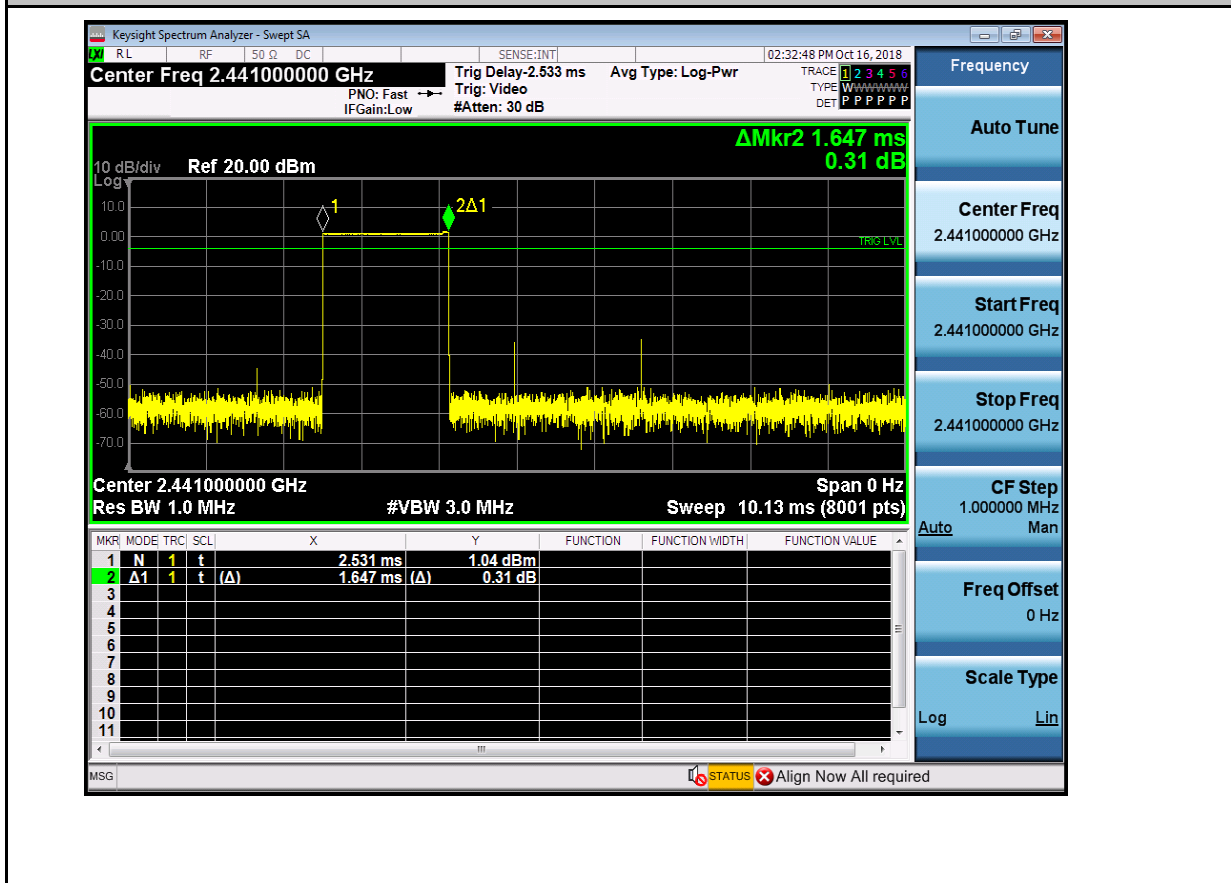 Keysight Spectrum Analyzer - Swept SA
LXI RL RF 50 Ω DC SENSE:INT 02:32:48 PM Oct 16, 2018
Center Freq 2.441000000 GHz
PNO: Fast
IFGain:Low
Trig Delay-2.533 ms
Trig: Video
#Atten: 30 dB
Avg Type: Log-Pwr
TRACE 1 2 3 4 5 6
TYPE WWWWWW
DET P P P P P P
ΔMkr2 1.647 ms
0.31 dB
10 dB/div
Log
Ref 20.00 dBm
10.0
0.00
-10.0
-20.0
-30.0
-40.0
-50.0
-60.0
-70.0
1
2Δ1
TRIG LVL
Center 2.441000000 GHz Span 0 Hz
Res BW 1.0 MHz #VBW 3.0 MHz Sweep 10.13 ms (8001 pts)
MKR MODE TRC SCL X Y FUNCTION FUNCTION WIDTH FUNCTION VALUE
1 N 1 t 2.531 ms 1.04 dBm
2 Δ1 1 t (Δ) 1.647 ms (Δ) 0.31 dB
3
4
5
6
7
8
9
10
11
MSG STATUS Align Now All required
Frequency
Auto Tune
Center Freq
2.441000000 GHz
Start Freq
2.441000000 GHz
Stop Freq
2.441000000 GHz
CF Step
1.000000 MHz
Auto Man
Freq Offset
0 Hz
Scale Type
Log Lin